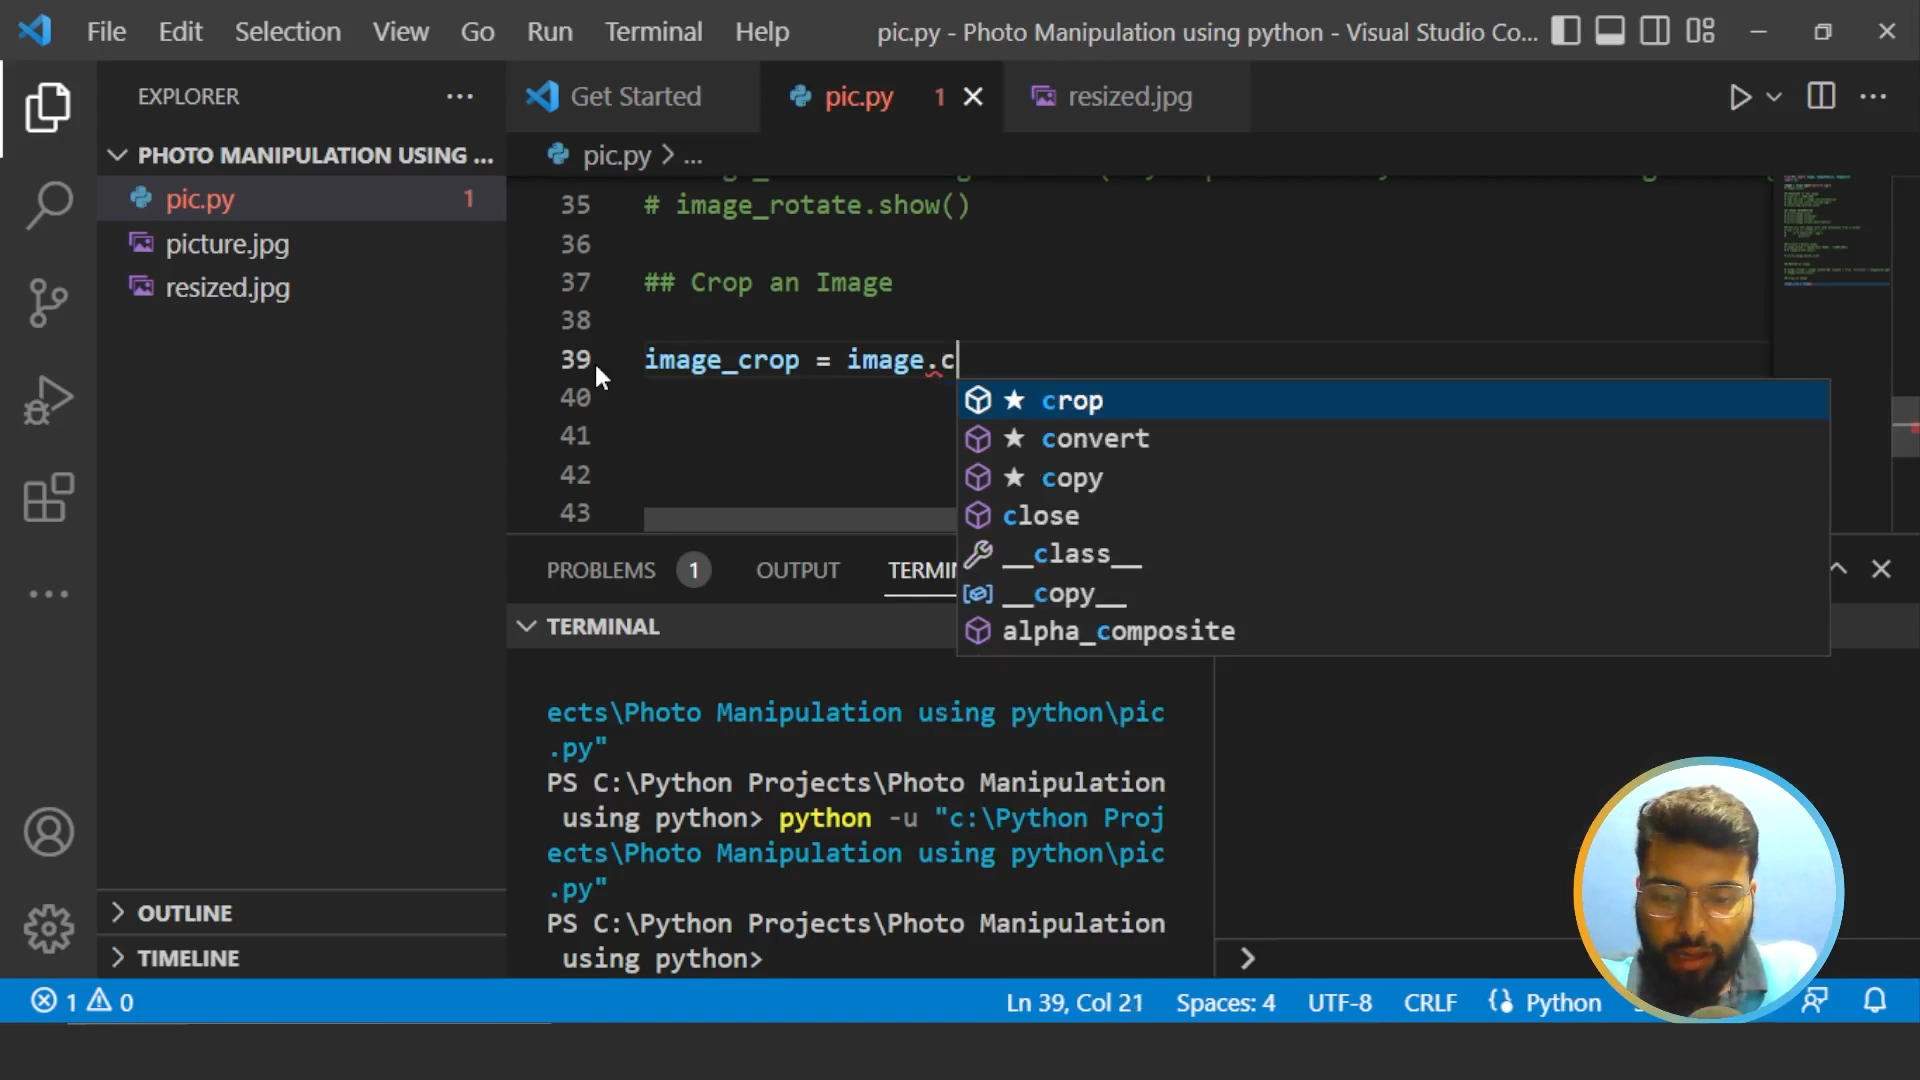 File Edit Selection View Go Run Terminal Help pic.py - Photo Manipulation using python - Visual Studio Co...
EXPLORER ...
PHOTO MANIPULATION USING ...
pic.py 1
picture.jpg
resized.jpg
OUTLINE
TIMELINE
Get Started pic.py 1 resized.jpg
pic.py > ...
35 # image_rotate.show()
36
37 ## Crop an Image
38
39 image_crop = image.c
40
41
42
43
★ crop
★ convert
★ copy
close
__class__
__copy__
alpha_composite
PROBLEMS 1 OUTPUT
TERMINAL
ects\Photo Manipulation using python\pic
.py"
PS C:\Python Projects\Photo Manipulation
using python> python -u "c:\Python Proj
ects\Photo Manipulation using python\pic
.py"
PS C:\Python Projects\Photo Manipulation
using python>
1 0 Ln 39, Col 21 Spaces: 4 UTF-8 CRLF Python